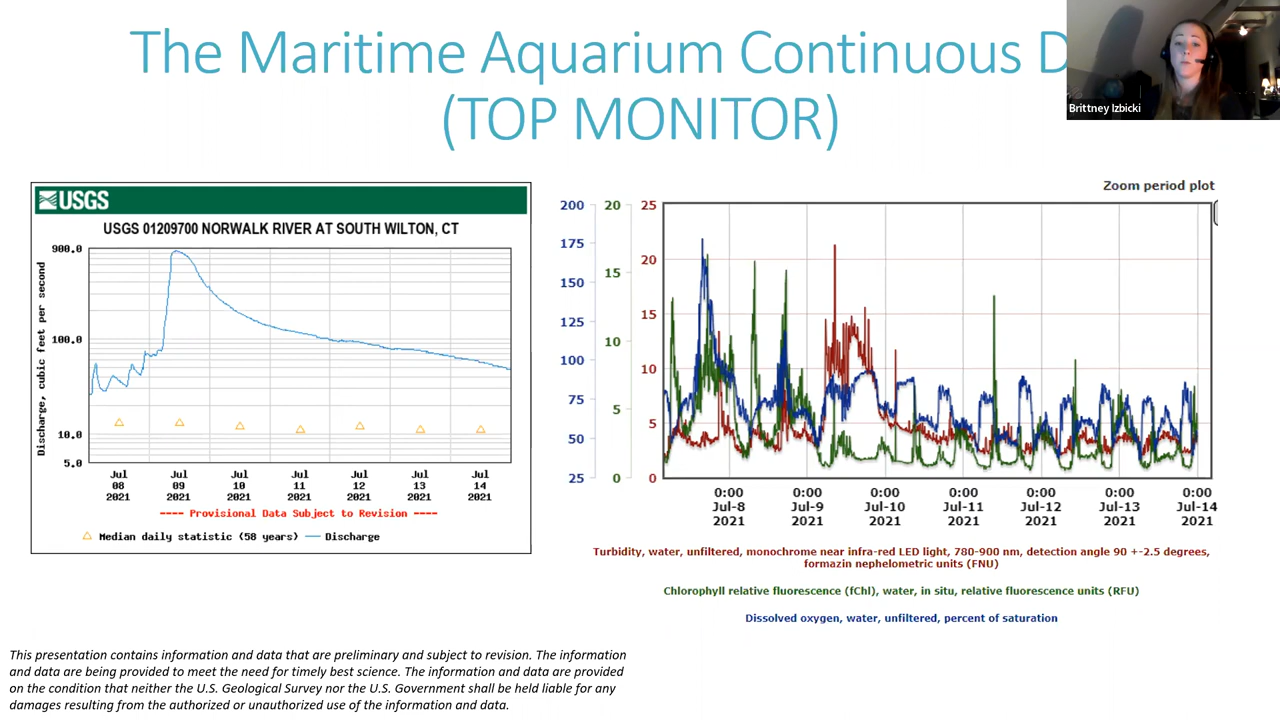 The Maritime Aquarium Continuous D
(TOP MONITOR)
Brittney Izbicki
USGS
USGS 01209700 NORWALK RIVER AT SOUTH WILTON, CT
Discharge, cubic feet per second
900.0
100.0
10.0
5.0
Jul Jul Jul Jul Jul Jul Jul
08 09 10 11 12 13 14
2021 2021 2021 2021 2021 2021 2021
---- Provisional Data Subject to Revision ----
Median daily statistic (58 years) Discharge
Zoom period plot
200 20 25
175
20
150 15
15
125
100 10
10
75
5
50 5
25 0 0
0:00 0:00 0:00 0:00 0:00 0:00 0:00
Jul-8 Jul-9 Jul-10 Jul-11 Jul-12 Jul-13 Jul-14
2021 2021 2021 2021 2021 2021 2021
Turbidity, water, unfiltered, monochrome near infra-red LED light, 780-900 nm, detection angle 90 +-2.5 degrees,
formazin nephelometric units (FNU)
Chlorophyll relative fluorescence (fChl), water, in situ, relative fluorescence units (RFU)
Dissolved oxygen, water, unfiltered, percent of saturation
This presentation contains information and data that are preliminary and subject to revision. The information
and data are being provided to meet the need for timely best science. The information and data are provided
on the condition that neither the U.S. Geological Survey nor the U.S. Government shall be held liable for any
damages resulting from the authorized or unauthorized use of the information and data.